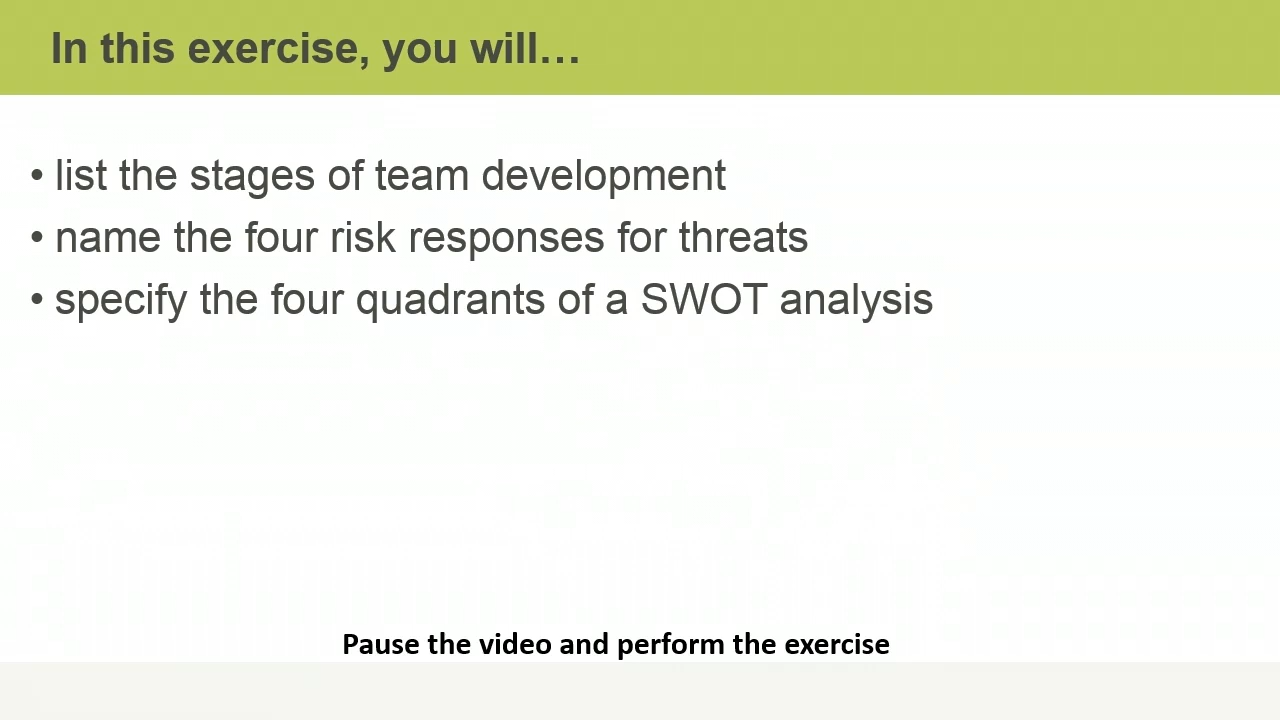 In this exercise, you will…
• list the stages of team development
• name the four risk responses for threats
• specify the four quadrants of a SWOT analysis
Pause the video and perform the exercise